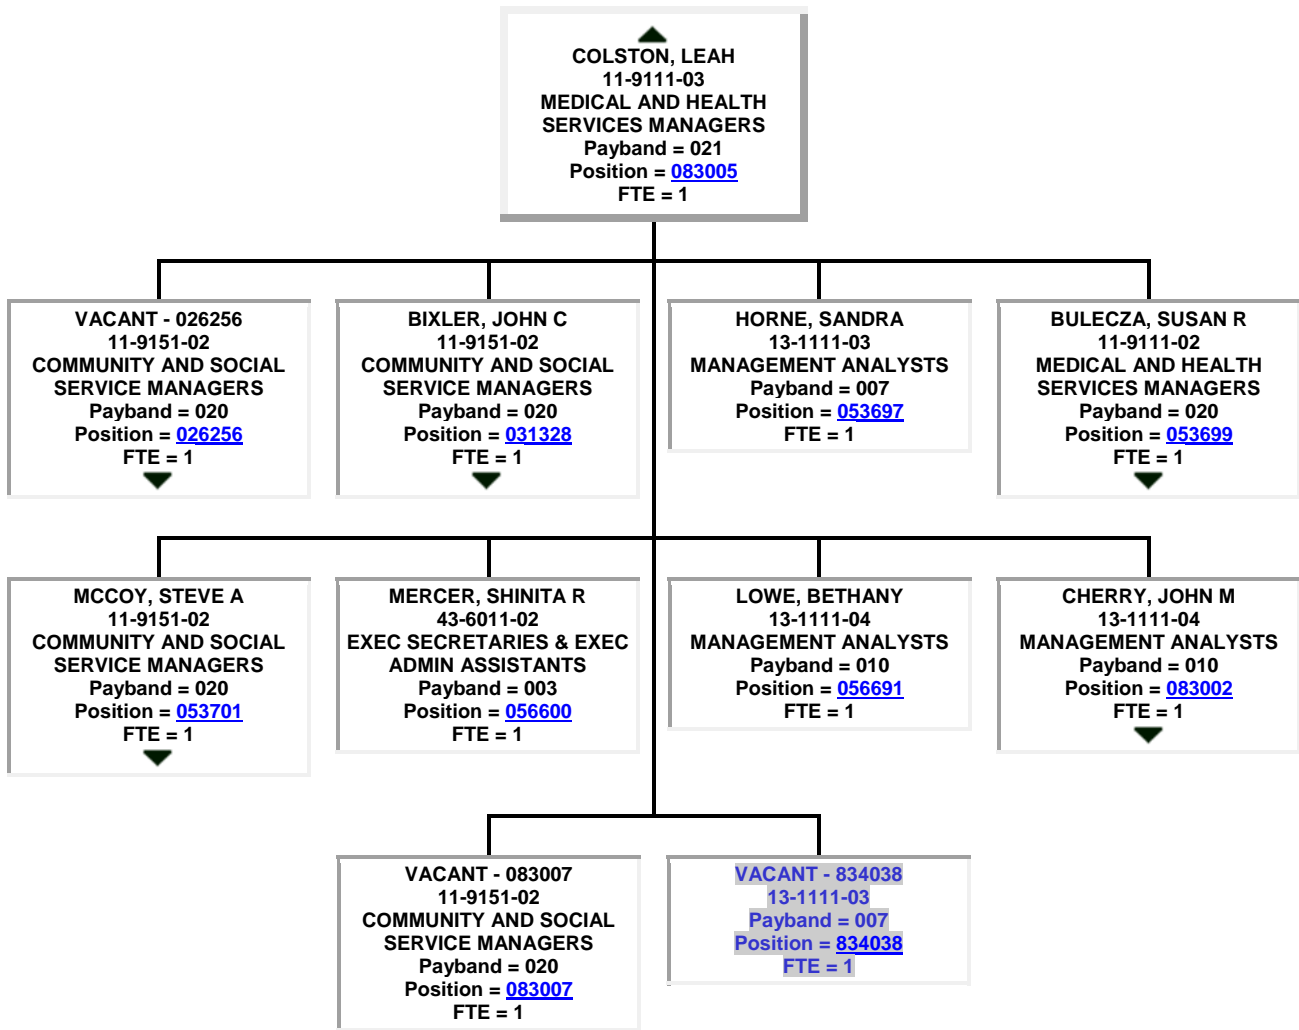 COLSTON, LEAH
11-9111-03
MEDICAL AND HEALTH
SERVICES MANAGERS
Payband = 021
Position = 083005
FTE = 1
VACANT - 026256
11-9151-02
COMMUNITY AND SOCIAL
SERVICE MANAGERS
Payband = 020
Position = 026256
FTE = 1
BIXLER, JOHN C
11-9151-02
COMMUNITY AND SOCIAL
SERVICE MANAGERS
Payband = 020
Position = 031328
FTE = 1
HORNE, SANDRA
13-1111-03
MANAGEMENT ANALYSTS
Payband = 007
Position = 053697
FTE = 1
BULECZA, SUSAN R
11-9111-02
MEDICAL AND HEALTH
SERVICES MANAGERS
Payband = 020
Position = 053699
FTE = 1
MCCOY, STEVE A
11-9151-02
COMMUNITY AND SOCIAL
SERVICE MANAGERS
Payband = 020
Position = 053701
FTE = 1
MERCER, SHINITA R
43-6011-02
EXEC SECRETARIES & EXEC
ADMIN ASSISTANTS
Payband = 003
Position = 056600
FTE = 1
LOWE, BETHANY
13-1111-04
MANAGEMENT ANALYSTS
Payband = 010
Position = 056691
FTE = 1
CHERRY, JOHN M
13-1111-04
MANAGEMENT ANALYSTS
Payband = 010
Position = 083002
FTE = 1
VACANT - 083007
11-9151-02
COMMUNITY AND SOCIAL
SERVICE MANAGERS
Payband = 020
Position = 083007
FTE = 1
VACANT - 834038
13-1111-03
Payband = 007
Position = 834038
FTE = 1